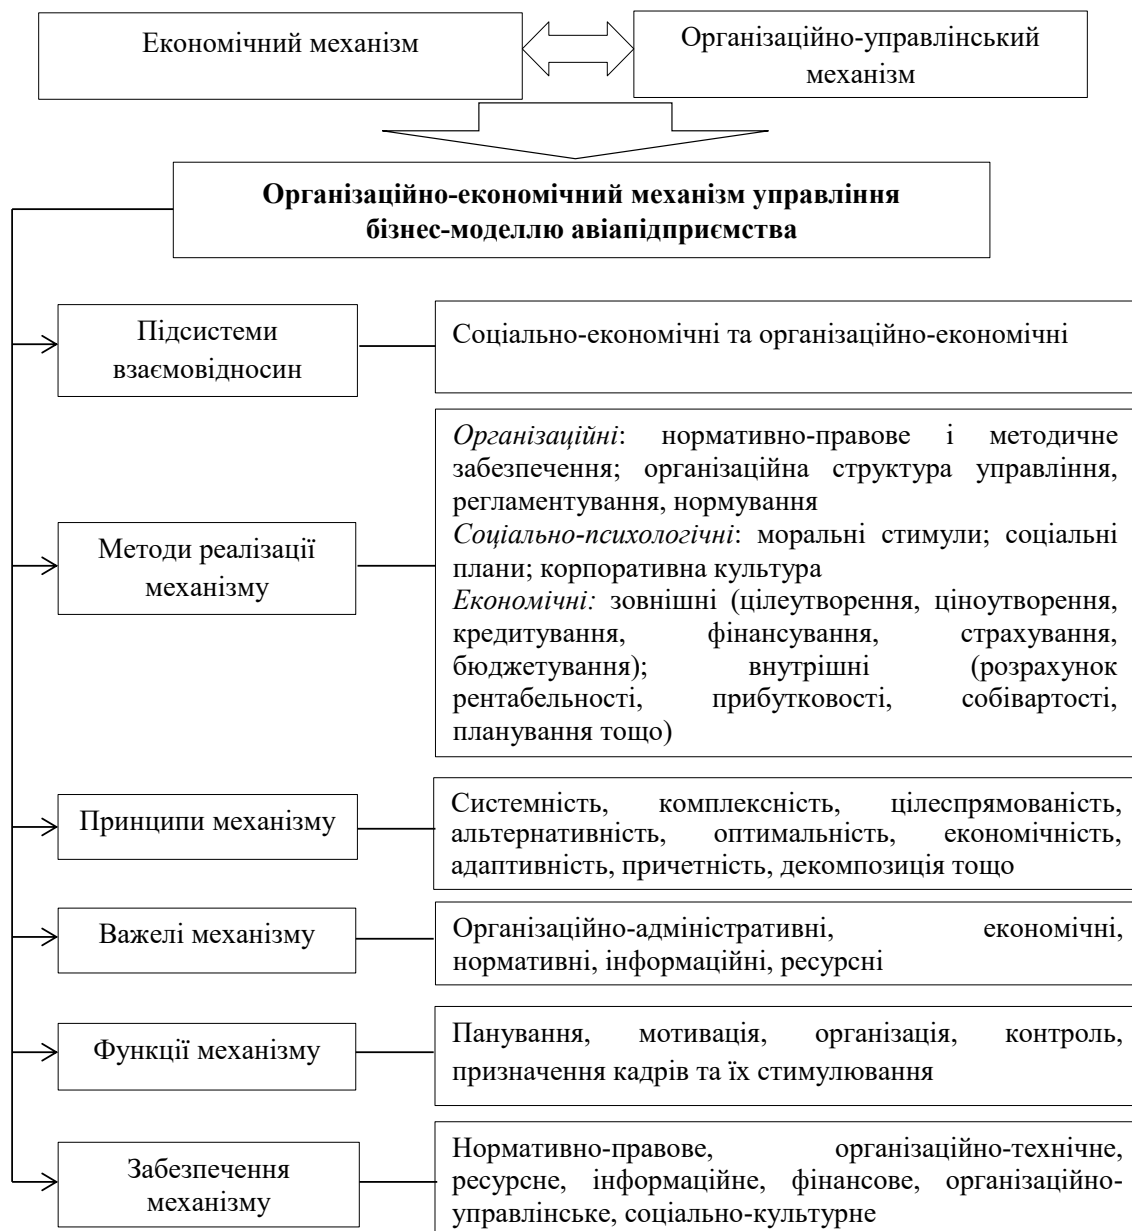 Економічний механізм
Організаційно-управлінський
механізм
Організаційно-економічний механізм управління
бізнес-моделлю авіапідприємства
Підсистеми
взаємовідносин
Соціально-економічні та організаційно-економічні
Методи реалізації
механізму
Організаційні: нормативно-правове і методичне
забезпечення; організаційна структура управління,
регламентування, нормування
Соціально-психологічні: моральні стимули; соціальні
плани; корпоративна культура
Економічні: зовнішні (цілеутворення, ціноутворення,
кредитування, фінансування, страхування,
бюджетування); внутрішні (розрахунок
рентабельності, прибутковості, собівартості,
планування тощо)
Принципи механізму
Системність, комплексність, цілеспрямованість,
альтернативність, оптимальність, економічність,
адаптивність, причетність, декомпозиція тощо
Важелі механізму
Організаційно-адміністративні, економічні,
нормативні, інформаційні, ресурсні
Функції механізму
Панування, мотивація, організація, контроль,
призначення кадрів та їх стимулювання
Забезпечення
механізму
Нормативно-правове, організаційно-технічне,
ресурсне, інформаційне, фінансове, організаційно-
управлінське, соціально-культурне